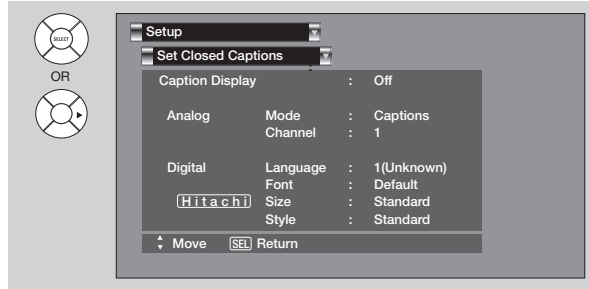 SELECT
OR
Setup
Set Closed Captions
Caption Display : Off
Analog Mode : Captions
Channel : 1
Digital Language : 1(Unknown)
Font : Default
Hitachi Size : Standard
Style : Standard
Move SEL Return